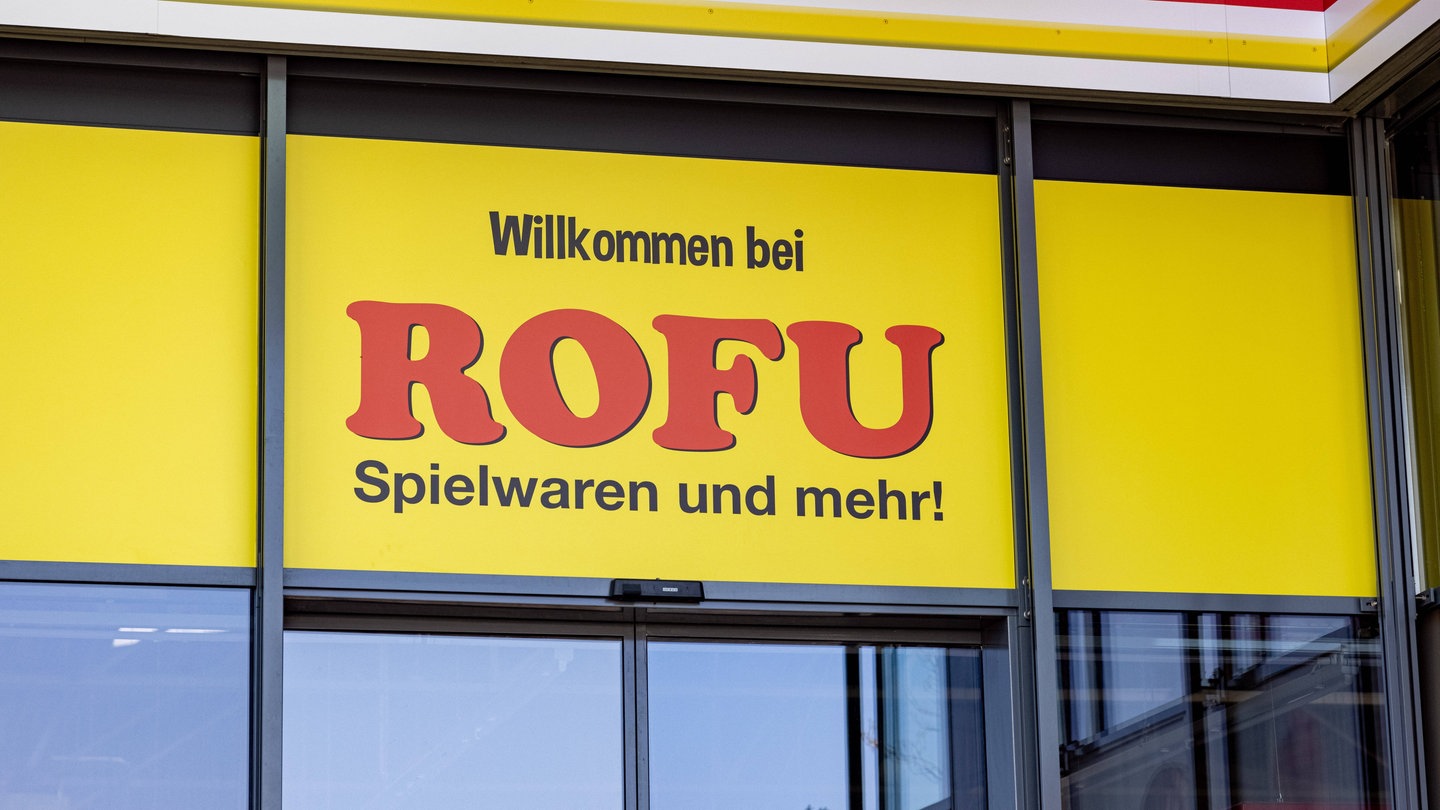 Willkommen bei
ROFU
Spielwaren und mehr!